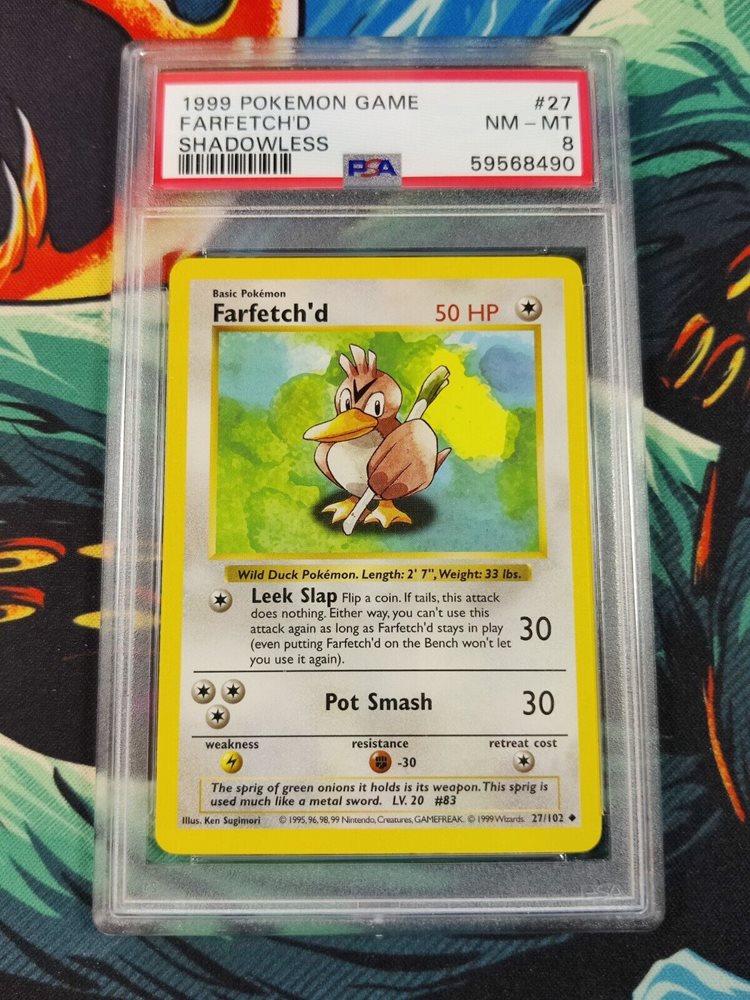 1999 POKEMON GAME #27
FARFETCH'D NM - MT
SHADOWLESS 8
PSA 59568490
Basic Pokémon
Farfetch'd 50 HP
Wild Duck Pokémon. Length: 2' 7", Weight: 33 lbs.
Leek Slap Flip a coin. If tails, this attack
does nothing. Either way, you can't use this
attack again as long as Farfetch'd stays in play
(even putting Farfetch'd on the Bench won't let
you use it again).
30
Pot Smash 30
weakness resistance retreat cost
-30
The sprig of green onions it holds is its weapon. This sprig is
used much like a metal sword. LV. 20 #83
Illus. Ken Sugimori © 1995, 96, 98, 99 Nintendo, Creatures, GAMEFREAK. © 1999 Wizards. 27/102
PSA